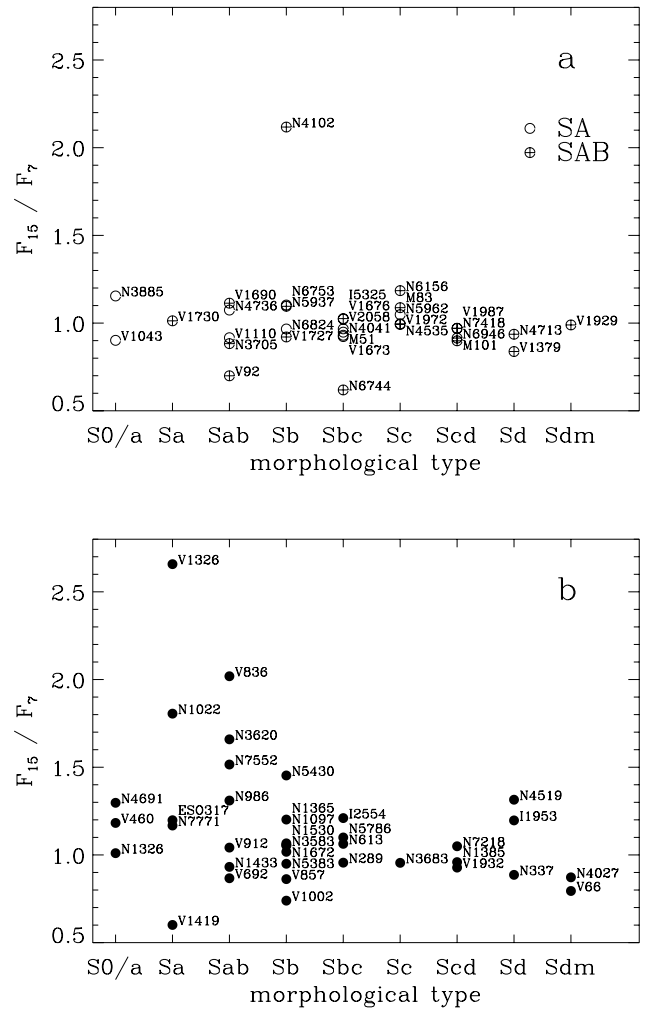 2.5
a
N4102
SA
2.0
SAB
F15 / F7
1.5
N3885
V1690
N6753
I5325
N6156
N4736
N5937
V1676
M83
V1730
V2058
N5962
V1987
V1929
1.0
V1043
V1110
N6824
N4041
V1972
N7418
N4713
N3705
V1727
M51
N4535
N6946
V1379
V1673
M101
V92
N6744
0.5
S0/a Sa Sab Sb Sbc Sc Scd Sd Sdm
morphological type
V1326
2.5
b
V836
2.0
N1022
F15 / F7
N3620
N7552
1.5
N5430
N4691
N986
N4519
ES0317
N1365
I2554
I1953
V460
N7771
N1097
N5786
N1326
V912
N1530
N613
N7218
N3583
N1385
1.0
N1433
N1672
N289
N3683
V1932
V692
N5383
N337
N4027
V857
V66
V1419
V1002
0.5
S0/a Sa Sab Sb Sbc Sc Scd Sd Sdm
morphological type